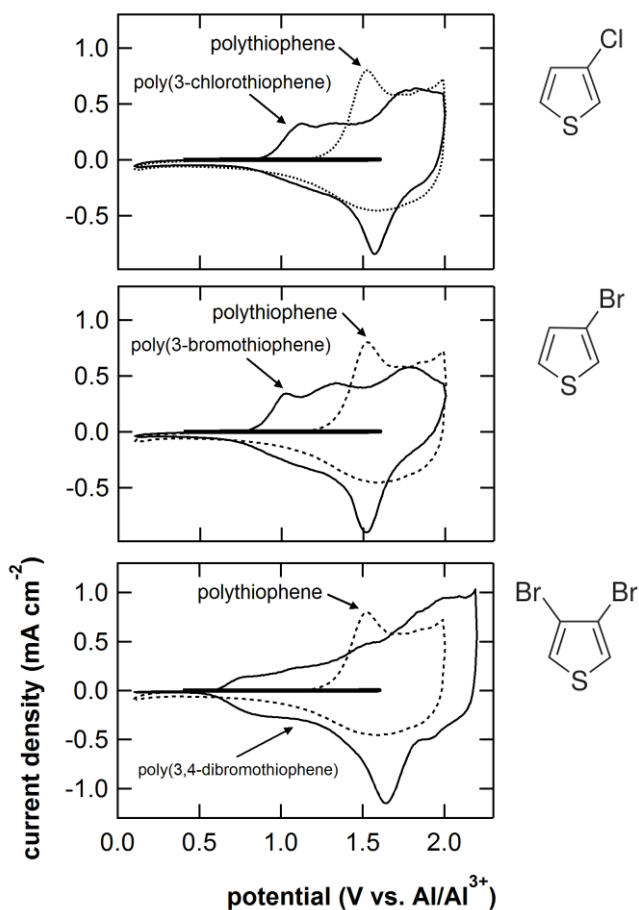 polythiophene
poly(3-chlorothiophene)
1.0
0.5
0.0
-0.5
Cl
S
polythiophene
poly(3-bromothiophene)
1.0
0.5
0.0
-0.5
Br
S
polythiophene
poly(3,4-dibromothiophene)
1.0
0.5
0.0
-0.5
-1.0
Br Br
S
0.0 0.5 1.0 1.5 2.0
current density (mA cm⁻²)
potential (V vs. Al/Al³⁺)